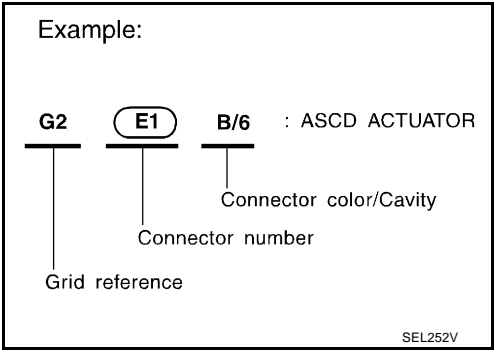 Example:
G2 E1 B/6 : ASCD ACTUATOR
Connector color/Cavity
Connector number
Grid reference
SEL252V